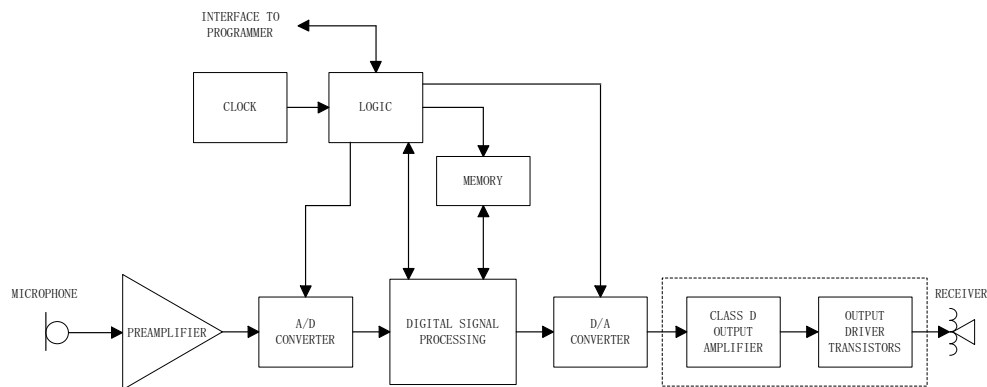 INTERFACE TO
PROGRAMMER
CLOCK
LOGIC
MEMORY
MICROPHONE
PREAMPLIFIER
A/D
CONVERTER
DIGITAL SIGNAL
PROCESSING
D/A
CONVERTER
CLASS D
OUTPUT
AMPLIFIER
OUTPUT
DRIVER
TRANSISTORS
RECEIVER